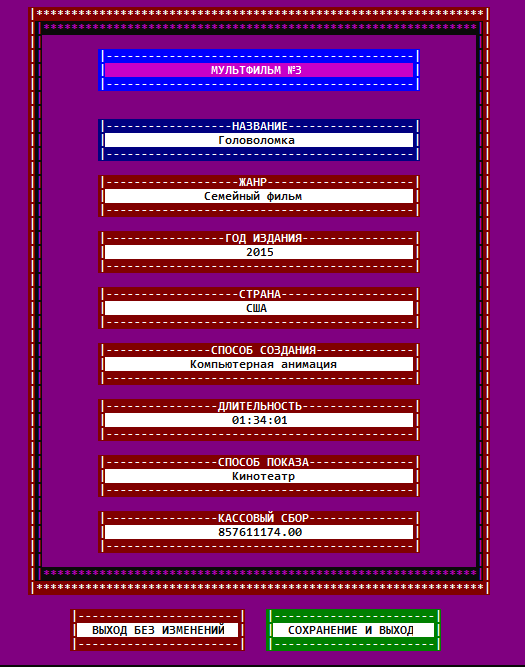 МУЛЬТФИЛЬМ №3
НАЗВАНИЕ
Головоломка
ЖАНР
Семейный фильм
ГОД ИЗДАНИЯ
2015
СТРАНА
США
СПОСОБ СОЗДАНИЯ
Компьютерная анимация
ДЛИТЕЛЬНОСТЬ
01:34:01
СПОСОБ ПОКАЗА
Кинотеатр
КАССОВЫЙ СБОР
857611174.00
ВЫХОД БЕЗ ИЗМЕНЕНИЙ
СОХРАНЕНИЕ И ВЫХОД